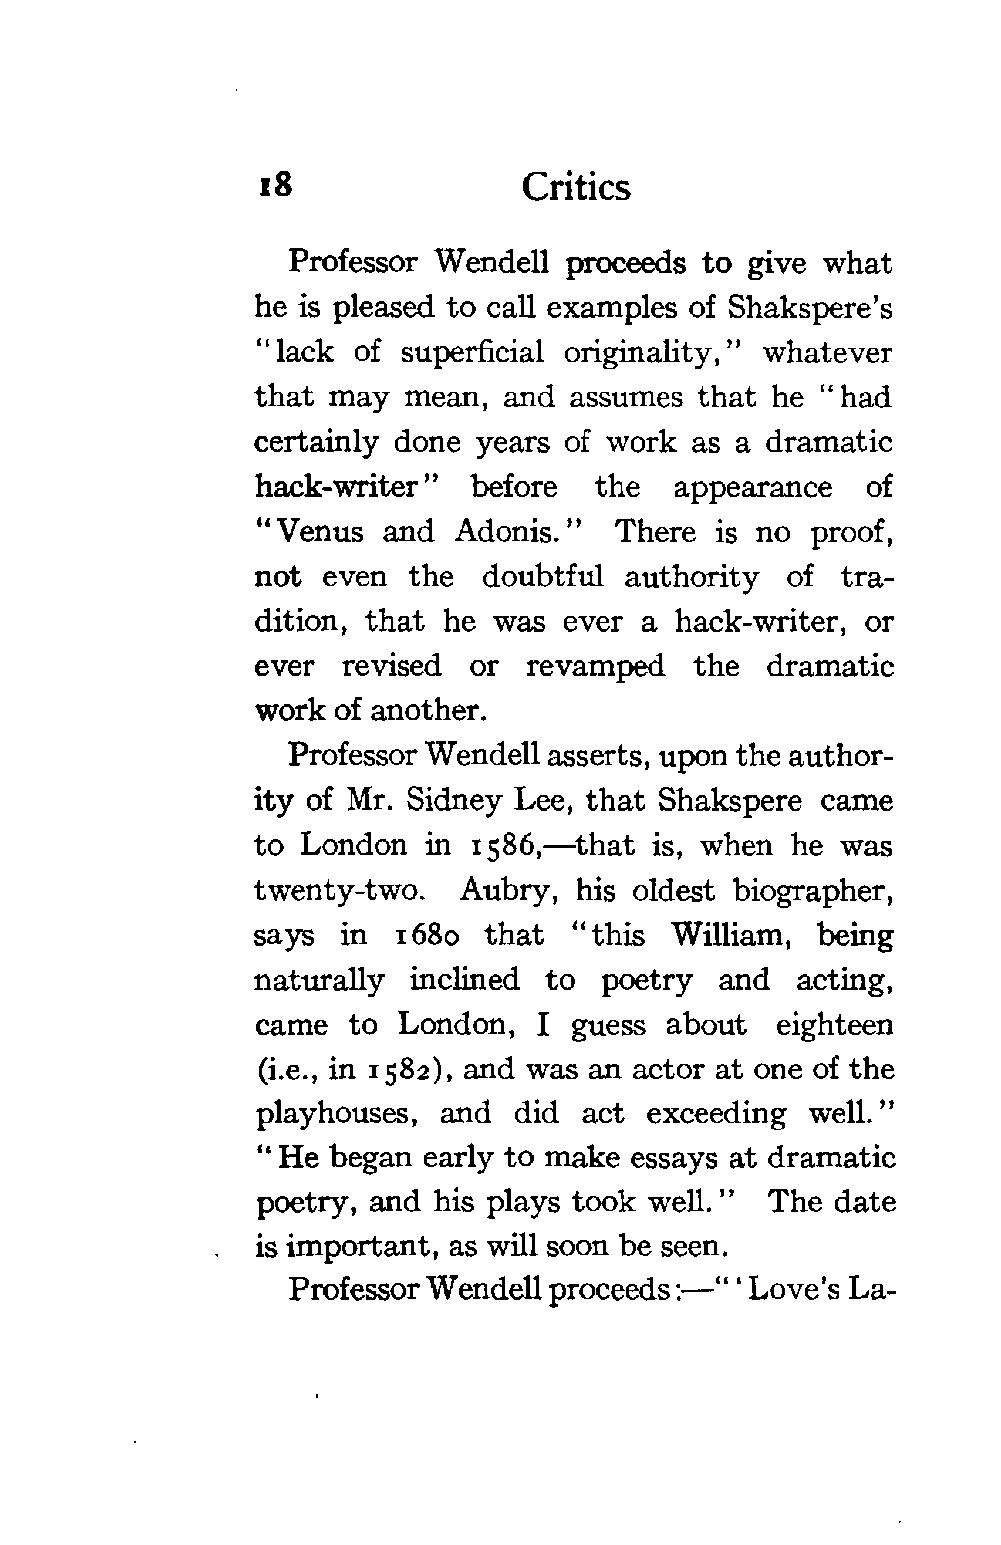 18 Critics
Professor Wendell proceeds to give what
he is pleased to call examples of Shakspere's
"lack of superficial originality," whatever
that may mean, and assumes that he "had
certainly done years of work as a dramatic
hack-writer" before the appearance of
"Venus and Adonis." There is no proof,
not even the doubtful authority of tra-
dition, that he was ever a hack-writer, or
ever revised or revamped the dramatic
work of another.
Professor Wendell asserts, upon the author-
ity of Mr. Sidney Lee, that Shakspere came
to London in 1586,—that is, when he was
twenty-two. Aubry, his oldest biographer,
says in 1680 that "this William, being
naturally inclined to poetry and acting,
came to London, I guess about eighteen
(i.e., in 1582), and was an actor at one of the
playhouses, and did act exceeding well."
"He began early to make essays at dramatic
poetry, and his plays took well." The date
is important, as will soon be seen.
Professor Wendell proceeds:—"'Love's La-